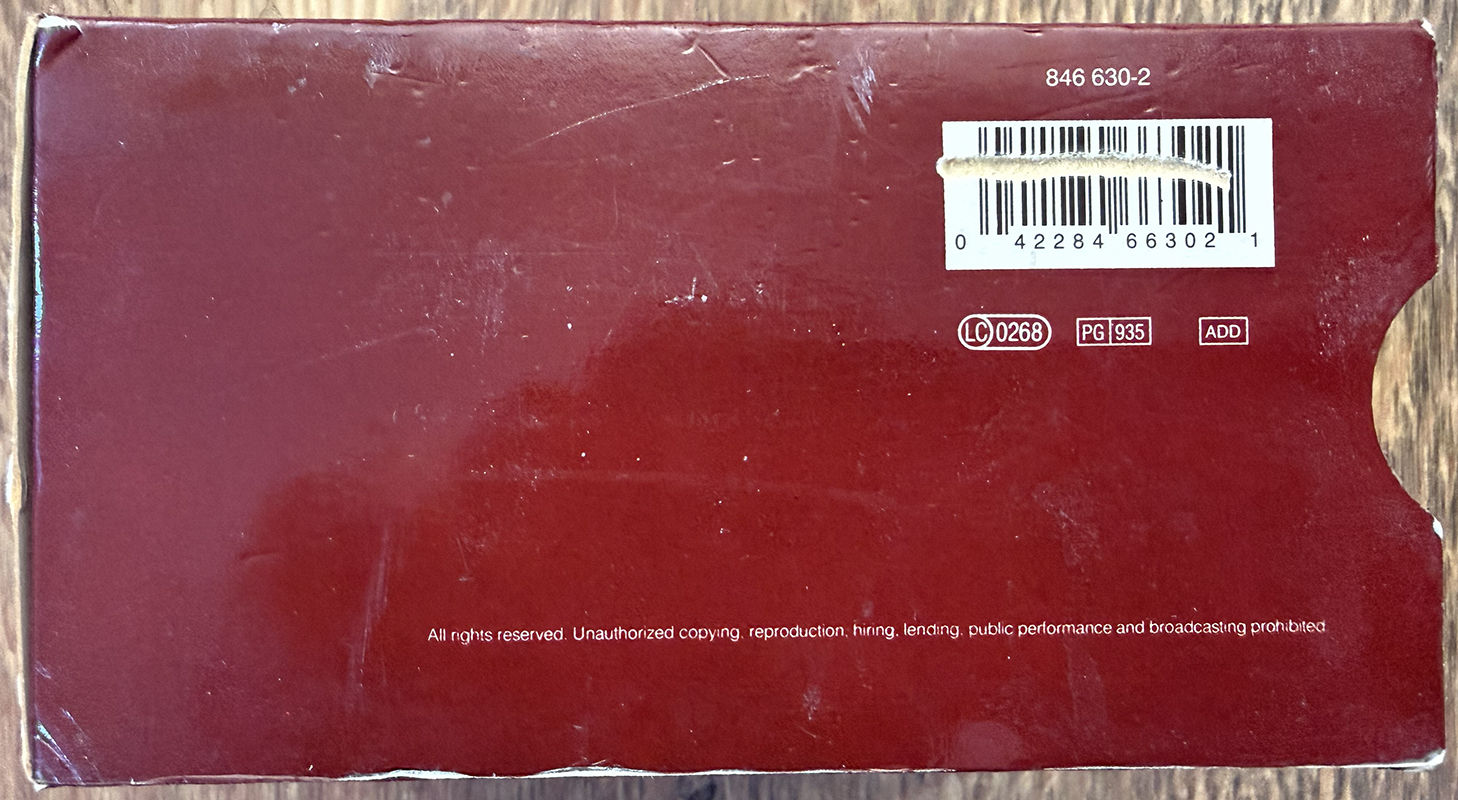 846 630-2
0 42284 66302 1
LC 0268 PG 935 ADD
All rights reserved. Unauthorized copying, reproduction, hiring, lending, public performance and broadcasting prohibited